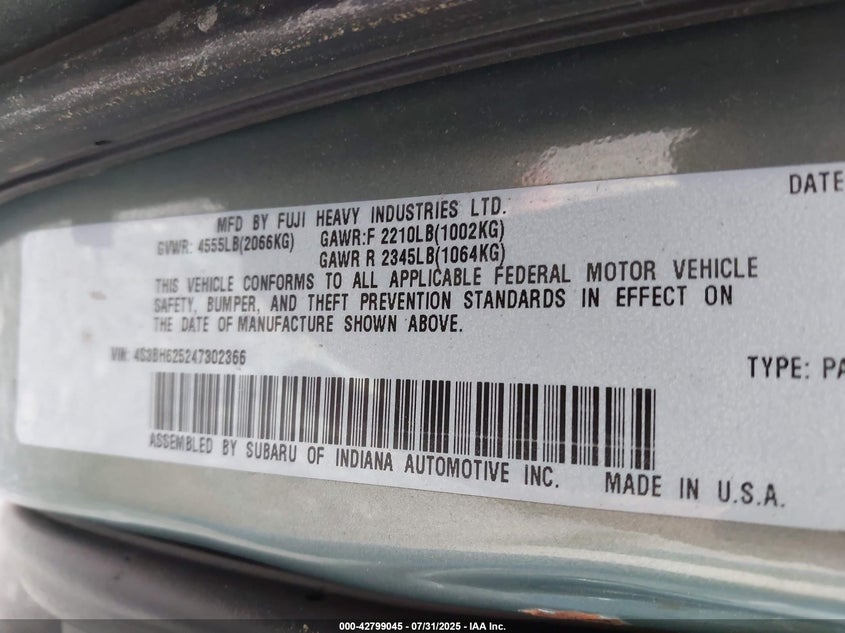 DATE
MFD BY FUJI HEAVY INDUSTRIES LTD.
GVWR: 4555LB(2066KG) GAWR:F 2210LB(1002KG)
GAWR R 2345LB(1064KG)
THIS VEHICLE CONFORMS TO ALL APPLICABLE FEDERAL MOTOR VEHICLE
SAFETY, BUMPER, AND THEFT PREVENTION STANDARDS IN EFFECT ON
THE DATE OF MANUFACTURE SHOWN ABOVE.
VIN: 4S3BH625247302366
TYPE: PA
ASSEMBLED BY SUBARU OF INDIANA AUTOMOTIVE INC. MADE IN U.S.A.
000-42799045 - 07/31/2025 - IAA Inc.